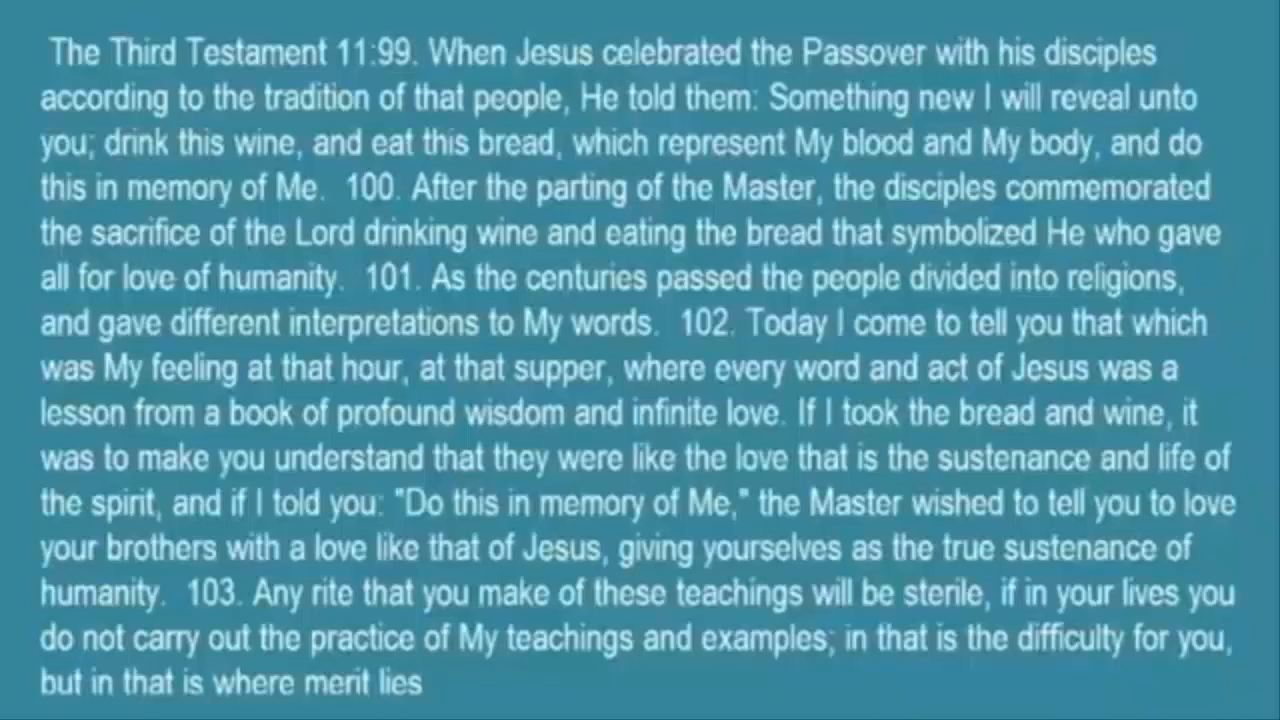 The Third Testament 11:99. When Jesus celebrated the Passover with his disciples
according to the tradition of that people, He told them: Something new I will reveal unto
you; drink this wine, and eat this bread, which represent My blood and My body, and do
this in memory of Me.  100. After the parting of the Master, the disciples commemorated
the sacrifice of the Lord drinking wine and eating the bread that symbolized He who gave
all for love of humanity.  101. As the centuries passed the people divided into religions,
and gave different interpretations to My words.  102. Today I come to tell you that which
was My feeling at that hour, at that supper, where every word and act of Jesus was a
lesson from a book of profound wisdom and infinite love. If I took the bread and wine, it
was to make you understand that they were like the love that is the sustenance and life of
the spirit, and if I told you: "Do this in memory of Me," the Master wished to tell you to love
your brothers with a love like that of Jesus, giving yourselves as the true sustenance of
humanity.  103. Any rite that you make of these teachings will be sterile, if in your lives you
do not carry out the practice of My teachings and examples; in that is the difficulty for you,
but in that is where merit lies